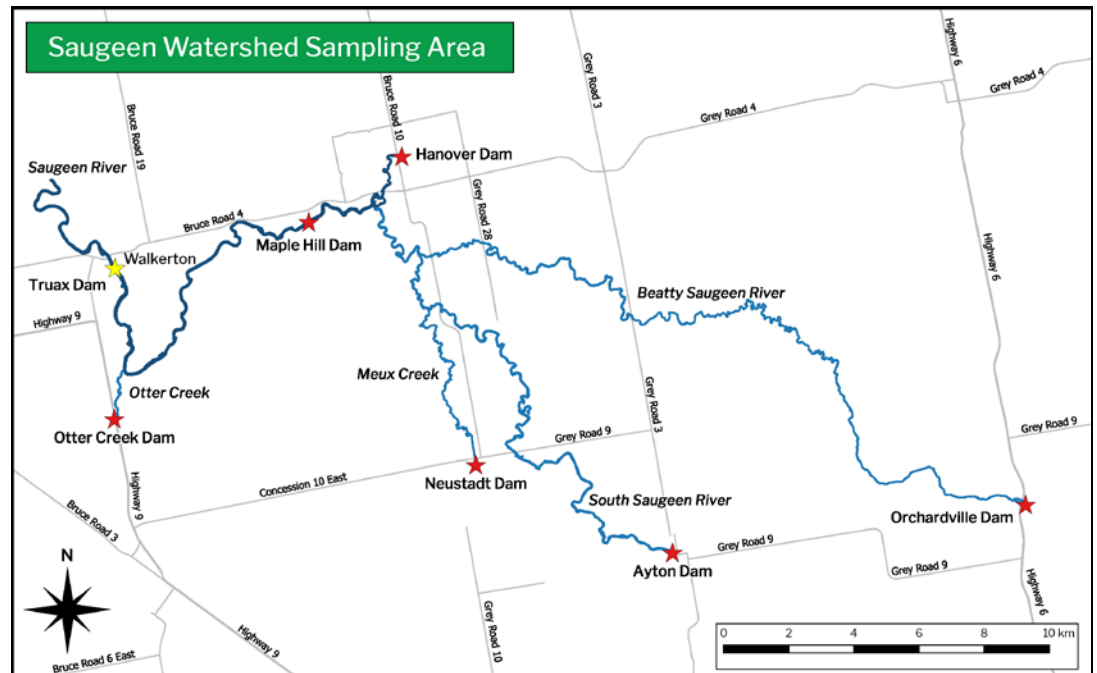 Saugeen Watershed Sampling Area
Bruce Road 19
Bruce Road 10
Grey Road 3
Highway 6
Grey Road 4
Grey Road 4
Hanover Dam
Saugeen River
Grey Road 28
Bruce Road 4
Maple Hill Dam
Walkerton
Truax Dam
Highway 6
Beatty Saugeen River
Highway 9
Meux Creek
Otter Creek
Grey Road 3
Otter Creek Dam
Grey Road 9
Grey Road 9
Neustadt Dam
Concession 10 East
South Saugeen River
Highway 9
Orchardville Dam
Bruce Road 3
Grey Road 9
Ayton Dam
Grey Road 9
N
Highway 6
Grey Road 10
Highway 9
Bruce Road 6 East
0 2 4 6 8 10 km